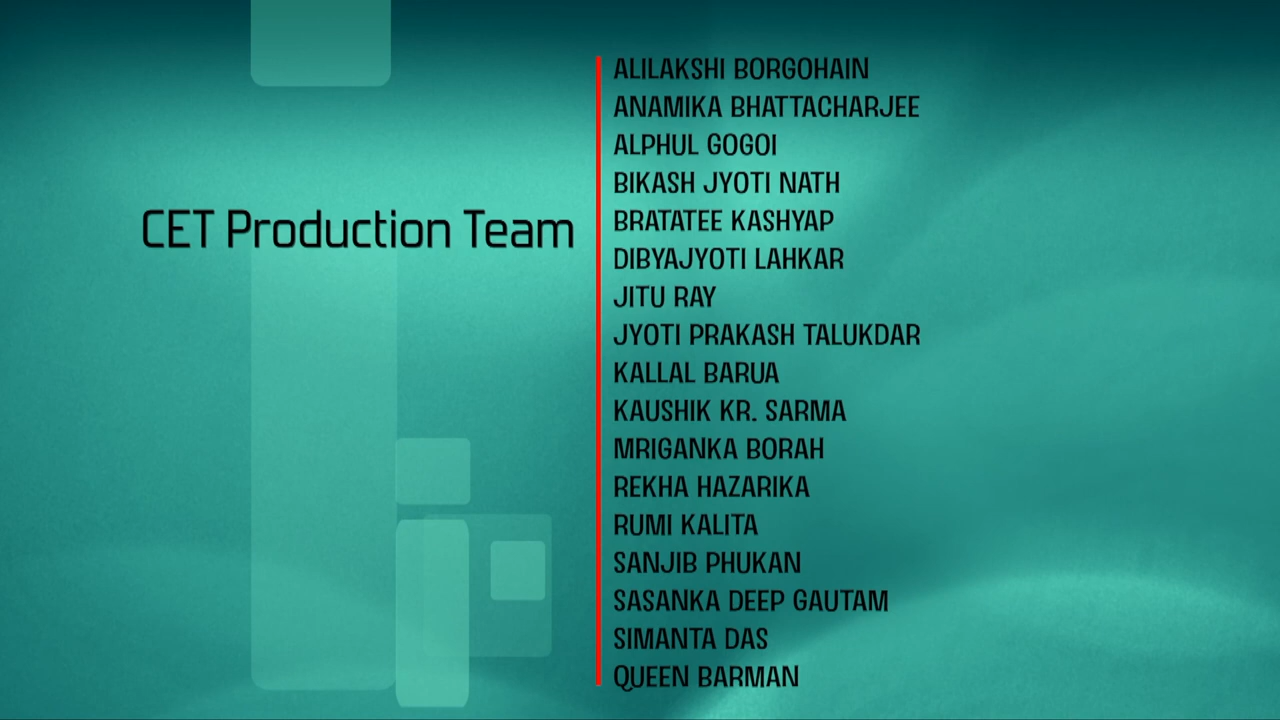 CET Production Team
ALILAKSHI BORGOHAIN
ANAMIKA BHATTACHARJEE
ALPHUL GOGOI
BIKASH JYOTI NATH
BRATATEE KASHYAP
DIBYAJYOTI LAHKAR
JITU RAY
JYOTI PRAKASH TALUKDAR
KALLAL BARUA
KAUSHIK KR. SARMA
MRIGANKA BORAH
REKHA HAZARIKA
RUMI KALITA
SANJIB PHUKAN
SASANKA DEEP GAUTAM
SIMANTA DAS
QUEEN BARMAN